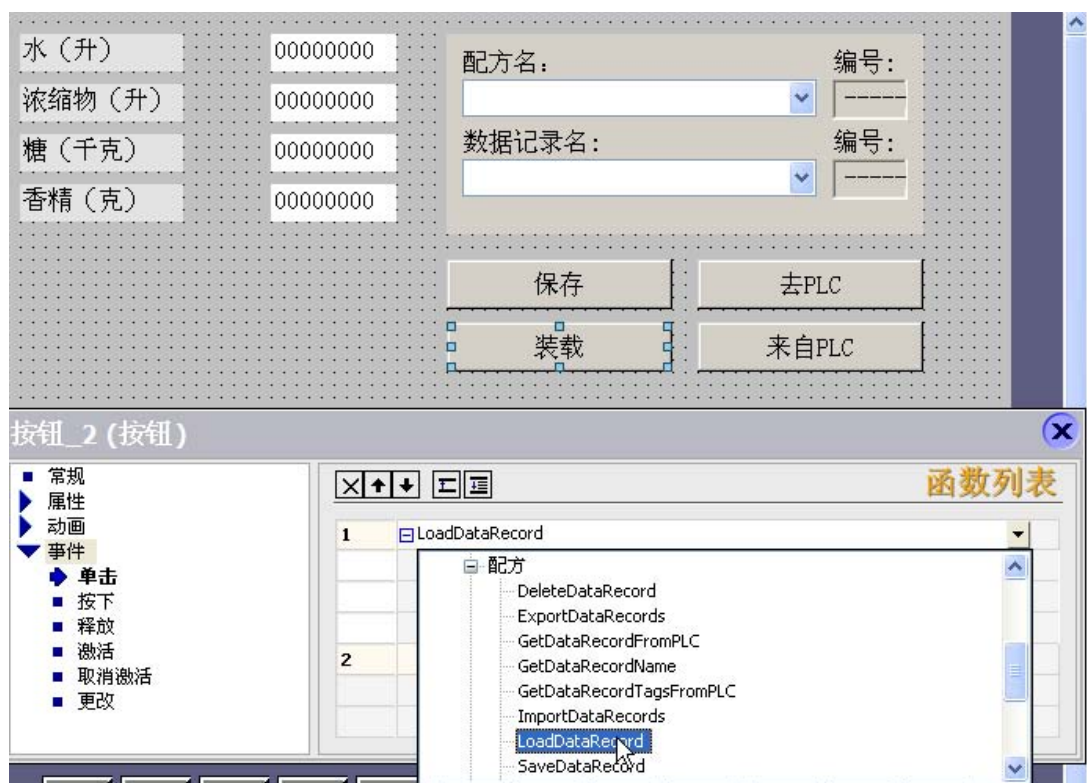 水（升） 00000000
浓缩物（升） 00000000
糖（千克） 00000000
香精（克） 00000000
配方名： 编号：
-----
数据记录名： 编号：
-----
保存 去PLC
装载 来自PLC
按钮_2 (按钮)
常规
属性
动画
事件
单击
按下
释放
激活
取消激活
更改
函数列表
1 LoadDataRecord
配方
DeleteDataRecord
ExportDataRecords
GetDataRecordFromPLC
GetDataRecordName
2
GetDataRecordTagsFromPLC
ImportDataRecords
LoadDataRecord
SaveDataRecord